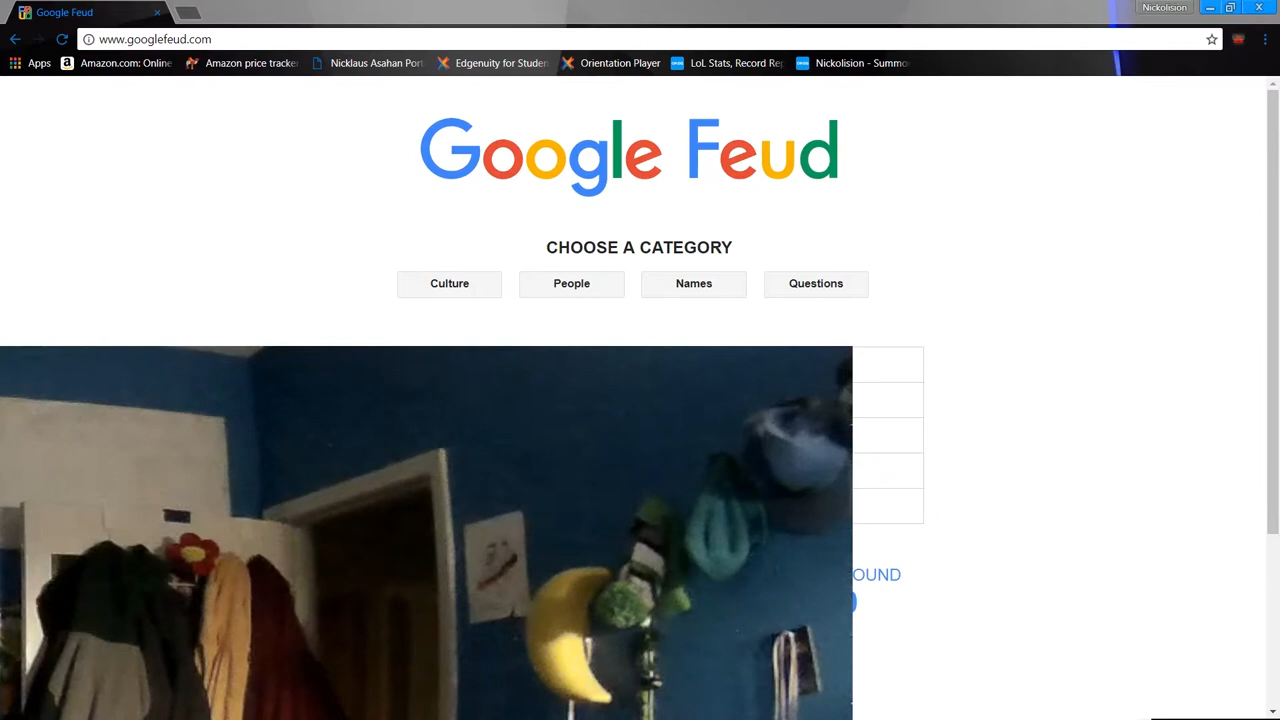 Google Feud
Nickolision
www.googlefeud.com
Apps Amazon.com: Online Amazon price tracke Nicklaus Asahan Port Edgenuity for Studen Orientation Player LoL Stats, Record Re Nickolision - Summo
Google Feud
CHOOSE A CATEGORY
Culture People Names Questions
OUND